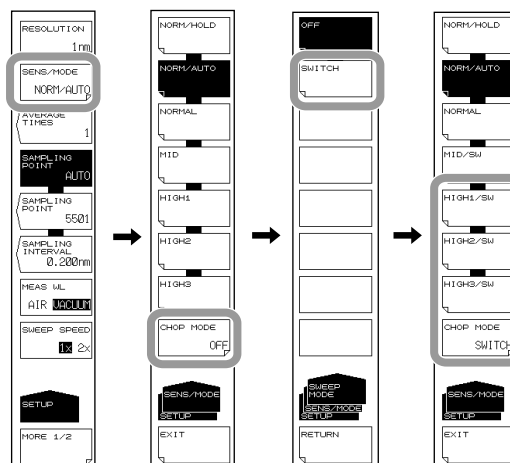 RESOLUTION
1nm
SENS/MODE
NORM/AUTO
AVERAGE
TIMES
1
SAMPLING
POINT
AUTO
SAMPLING
POINT
5501
SAMPLING
INTERVAL
0.200nm
MEAS WL
AIR VACUUM
SWEEP SPEED
1x 2x
SETUP
MORE 1/2
NORM/HOLD
NORM/AUTO
NORMAL
MID
HIGH1
HIGH2
HIGH3
CHOP MODE
OFF
SENS/MODE
SETUP
EXIT
OFF
SWITCH
SWEEP
MODE
SENS/MODE
SETUP
RETURN
NORM/HOLD
NORM/AUTO
NORMAL
MID/SW
HIGH1/SW
HIGH2/SW
HIGH3/SW
CHOP MODE
SWITCH
SENS/MODE
SETUP
EXIT